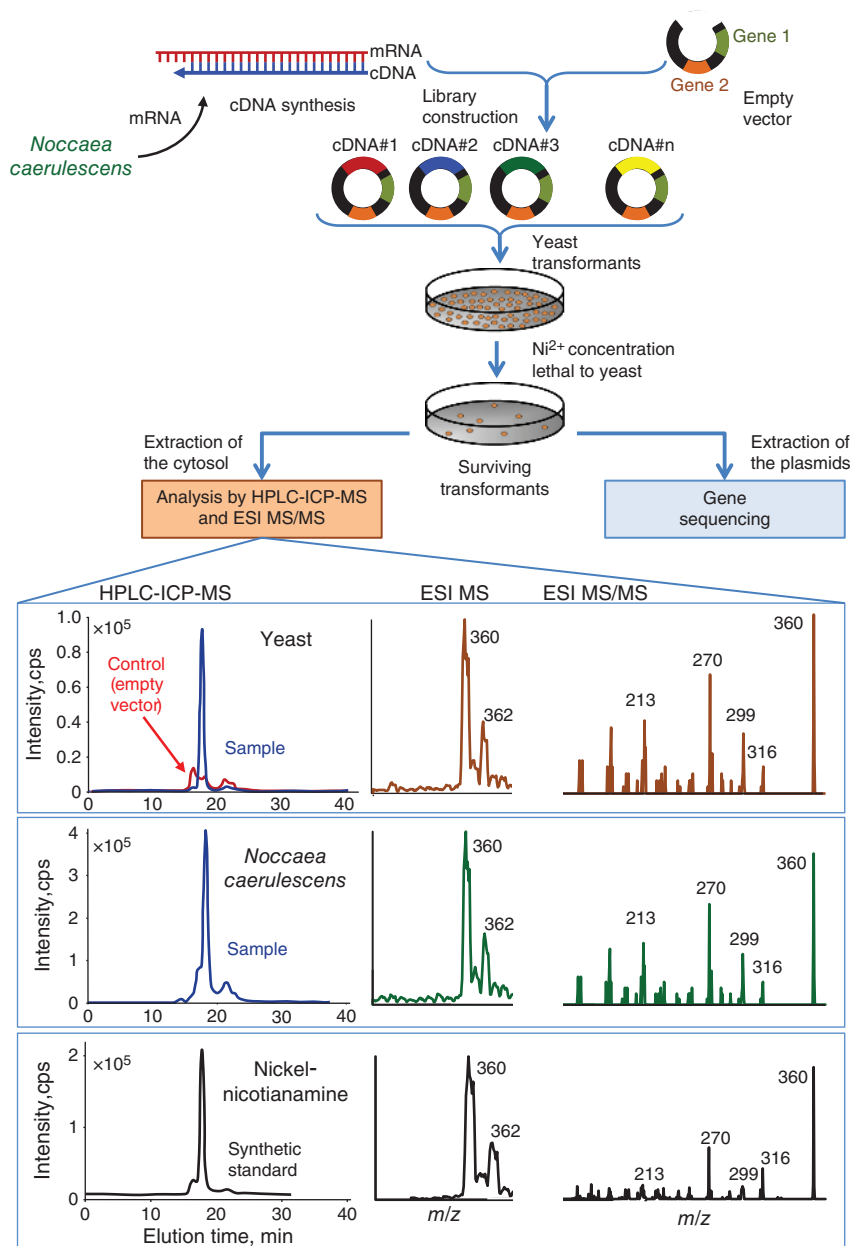 mRNA
cDNA
mRNA
cDNA synthesis
Noccaea
caerulescens
Library
construction
Gene 1
Gene 2
Empty
vector
cDNA#1
cDNA#2
cDNA#3
cDNA#n
Yeast
transformants
Ni2+ concentration
lethal to yeast
Extraction of
the cytosol
Surviving
transformants
Extraction of
the plasmids
Analysis by HPLC-ICP-MS
and ESI MS/MS
Gene
sequencing
HPLC-ICP-MS
ESI MS
ESI MS/MS
Intensity,cps
1.0
0.8
0.6
0.4
0.2
0
×10⁵
Yeast
Control
(empty
vector)
Sample
0 10 20 30 40
360
362
213
270
299
316
360
Intensity,cps
4
3
2
1
0
×10⁵
Noccaea
caerulescens
Sample
0 10 20 30 40
360
362
213
270
299
316
360
Intensity,cps
2
1
0
×10⁵
Nickel-
nicotianamine
Synthetic
standard
0 10 20 30 40
Elution time, min
360
362
m/z
213
270
299
316
360
m/z